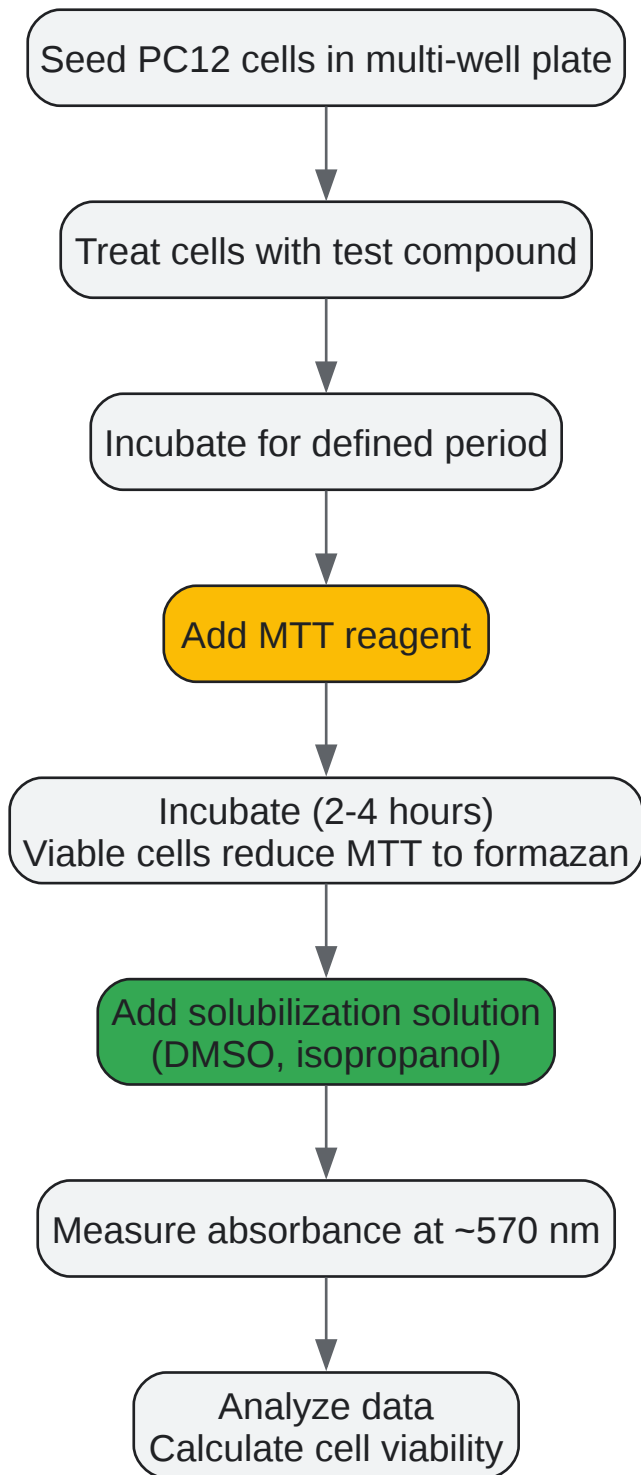 Seed PC12 cells in multi-well plate
Treat cells with test compound
Incubate for defined period
Add MTT reagent
Incubate (2-4 hours)
Viable cells reduce MTT to formazan
Add solubilization solution
(DMSO, isopropanol)
Measure absorbance at ~570 nm
Analyze data
Calculate cell viability